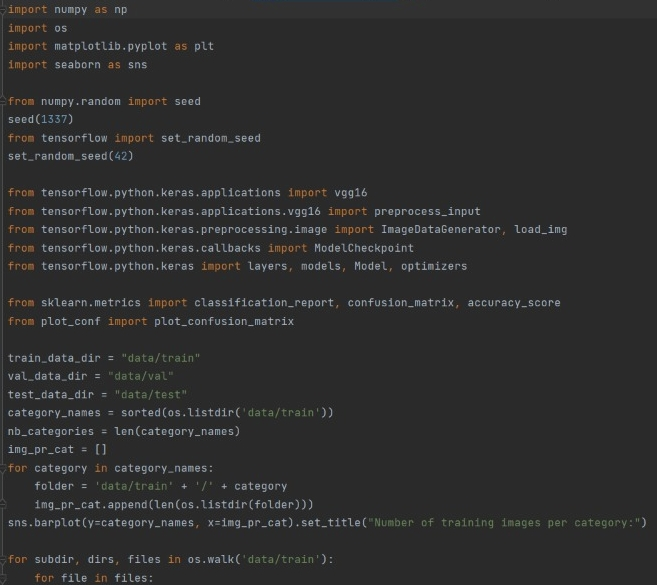 import numpy as np
import os
import matplotlib.pyplot as plt
import seaborn as sns
from numpy.random import seed
seed(1337)
from tensorflow import set_random_seed
set_random_seed(42)
from tensorflow.python.keras.applications import vgg16
from tensorflow.python.keras.applications.vgg16 import preprocess_input
from tensorflow.python.keras.preprocessing.image import ImageDataGenerator, load_img
from tensorflow.python.keras.callbacks import ModelCheckpoint
from tensorflow.python.keras import layers, models, Model, optimizers
from sklearn.metrics import classification_report, confusion_matrix, accuracy_score
from plot_conf import plot_confusion_matrix
train_data_dir = "data/train"
val_data_dir = "data/val"
test_data_dir = "data/test"
category_names = sorted(os.listdir('data/train'))
nb_categories = len(category_names)
img_pr_cat = []
for category in category_names:
    folder = 'data/train' + '/' + category
    img_pr_cat.append(len(os.listdir(folder)))
sns.barplot(y=category_names, x=img_pr_cat).set_title("Number of training images per category:")
for subdir, dirs, files in os.walk('data/train'):
    for file in files: